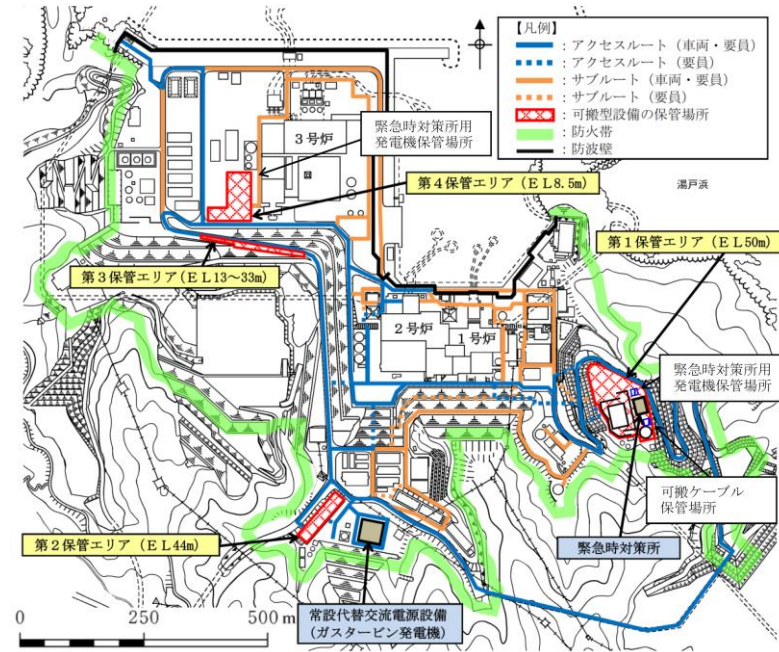 【凡例】
：アクセスルート（車両・要員）
：アクセスルート（要員）
：サブルート（車両・要員）
：サブルート（要員）
：可搬型設備の保管場所
：防火帯
：防波壁
緊急時対策所用
発電機保管場所
3号炉
第4保管エリア（EL8.5m）
湯戸浜
第1保管エリア（EL50m）
第3保管エリア（EL13～33m）
2号炉
1号炉
緊急時対策所用
発電機保管場所
可搬ケーブル
保管場所
緊急時対策所
第2保管エリア（EL44m）
常設代替交流電源設備
（ガスタービン発電機）
0 250 500 m